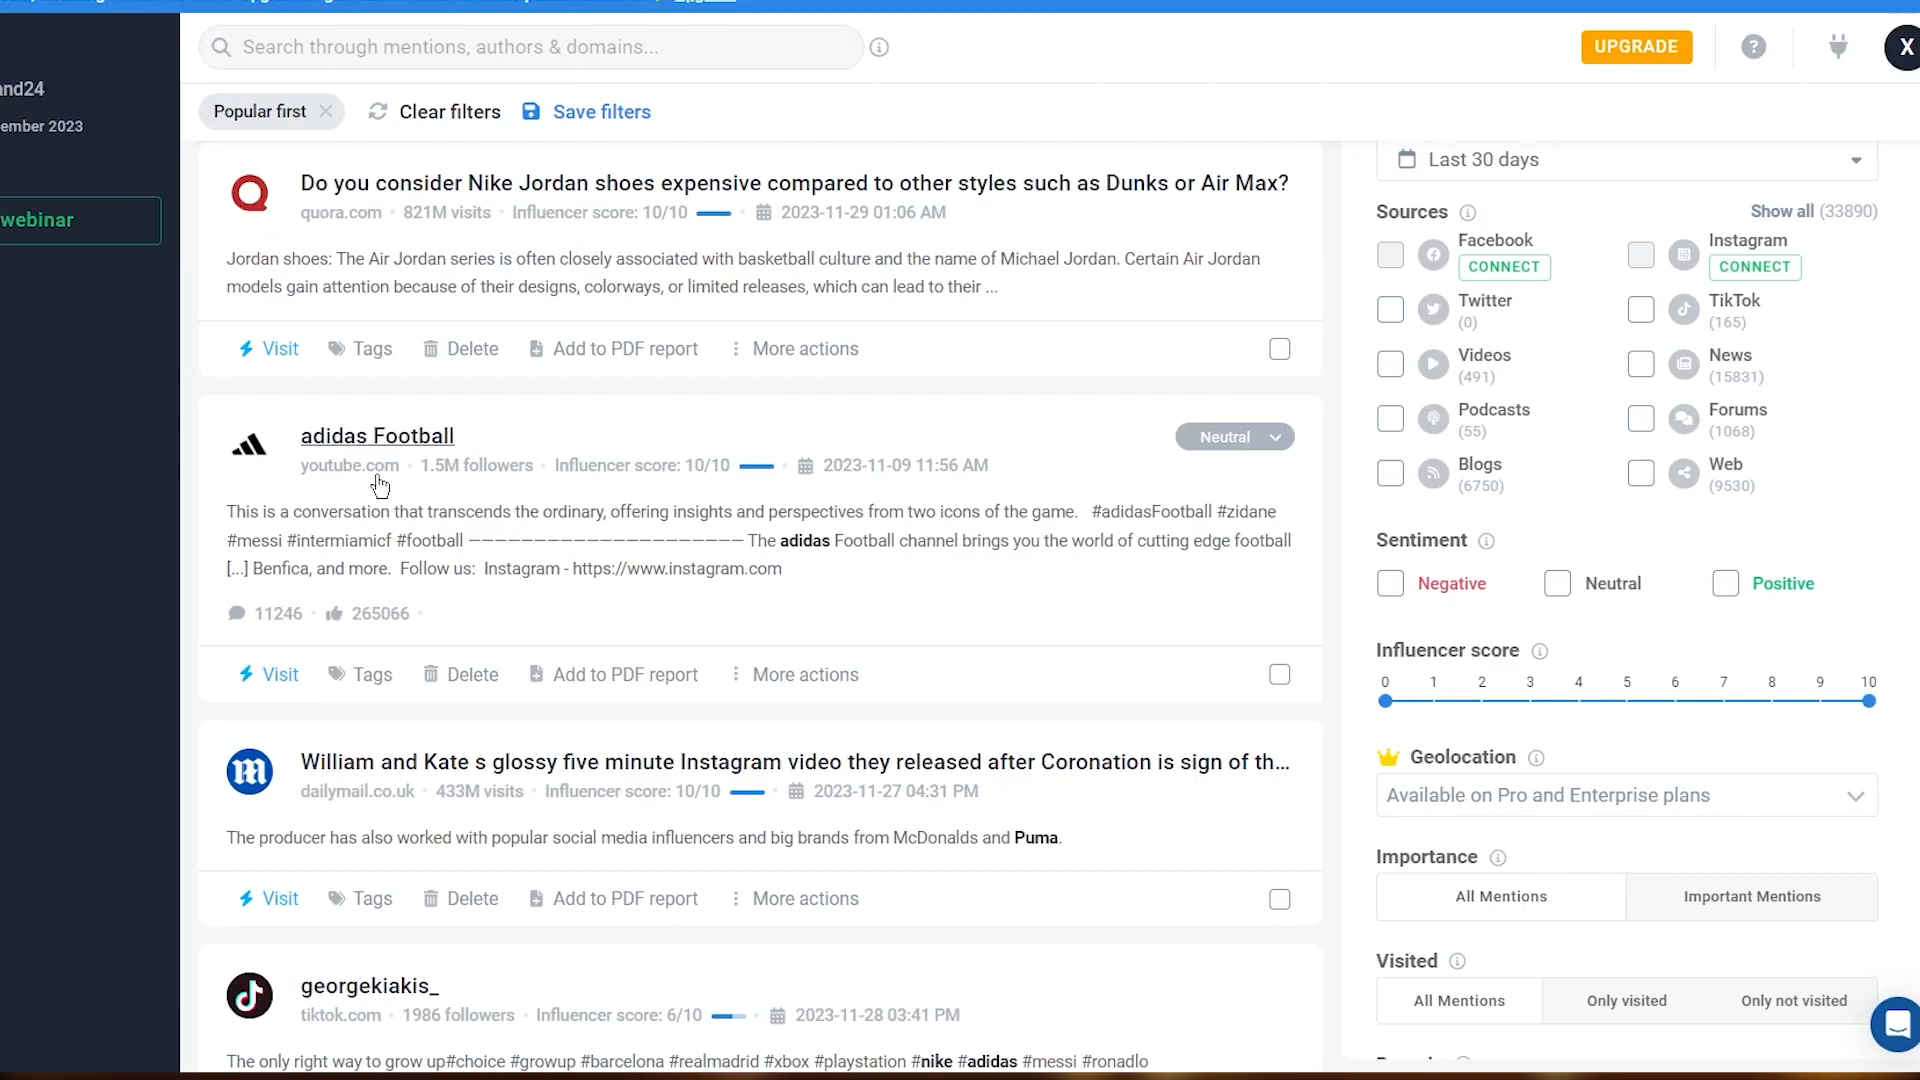 Search through mentions, authors & domains...
UPGRADE
?
X
and24
ember 2023
webinar
Popular first
Clear filters
Save filters
Do you consider Nike Jordan shoes expensive compared to other styles such as Dunks or Air Max?
quora.com • 821M visits • Influencer score: 10/10 • 2023-11-29 01:06 AM
Jordan shoes: The Air Jordan series is often closely associated with basketball culture and the name of Michael Jordan. Certain Air Jordan
models gain attention because of their designs, colorways, or limited releases, which can lead to their ...
Visit Tags Delete Add to PDF report More actions
adidas Football
Neutral
youtube.com • 1.5M followers • Influencer score: 10/10 • 2023-11-09 11:56 AM
This is a conversation that transcends the ordinary, offering insights and perspectives from two icons of the game. #adidasFootball #zidane
#messi #intermiamicf #football ————————————————————— The adidas Football channel brings you the world of cutting edge football
[...] Benfica, and more. Follow us: Instagram - https://www.instagram.com
11246 • 265066 •
Visit Tags Delete Add to PDF report More actions
William and Kate s glossy five minute Instagram video they released after Coronation is sign of th...
dailymail.co.uk • 433M visits • Influencer score: 10/10 • 2023-11-27 04:31 PM
The producer has also worked with popular social media influencers and big brands from McDonalds and Puma.
Visit Tags Delete Add to PDF report More actions
georgekiakis_
tiktok.com • 1986 followers • Influencer score: 6/10 • 2023-11-28 03:41 PM
The only right way to grow up#choice #growup #barcelona #realmadrid #xbox #playstation #nike #adidas #messi #ronadlo
Last 30 days
Sources
Show all (33890)
Facebook
CONNECT
Instagram
CONNECT
Twitter
(0)
TikTok
(165)
Videos
(491)
News
(15831)
Podcasts
(55)
Forums
(1068)
Blogs
(6750)
Web
(9530)
Sentiment
Negative Neutral Positive
Influencer score
0 1 2 3 4 5 6 7 8 9 10
Geolocation
Available on Pro and Enterprise plans
Importance
All Mentions Important Mentions
Visited
All Mentions Only visited Only not visited